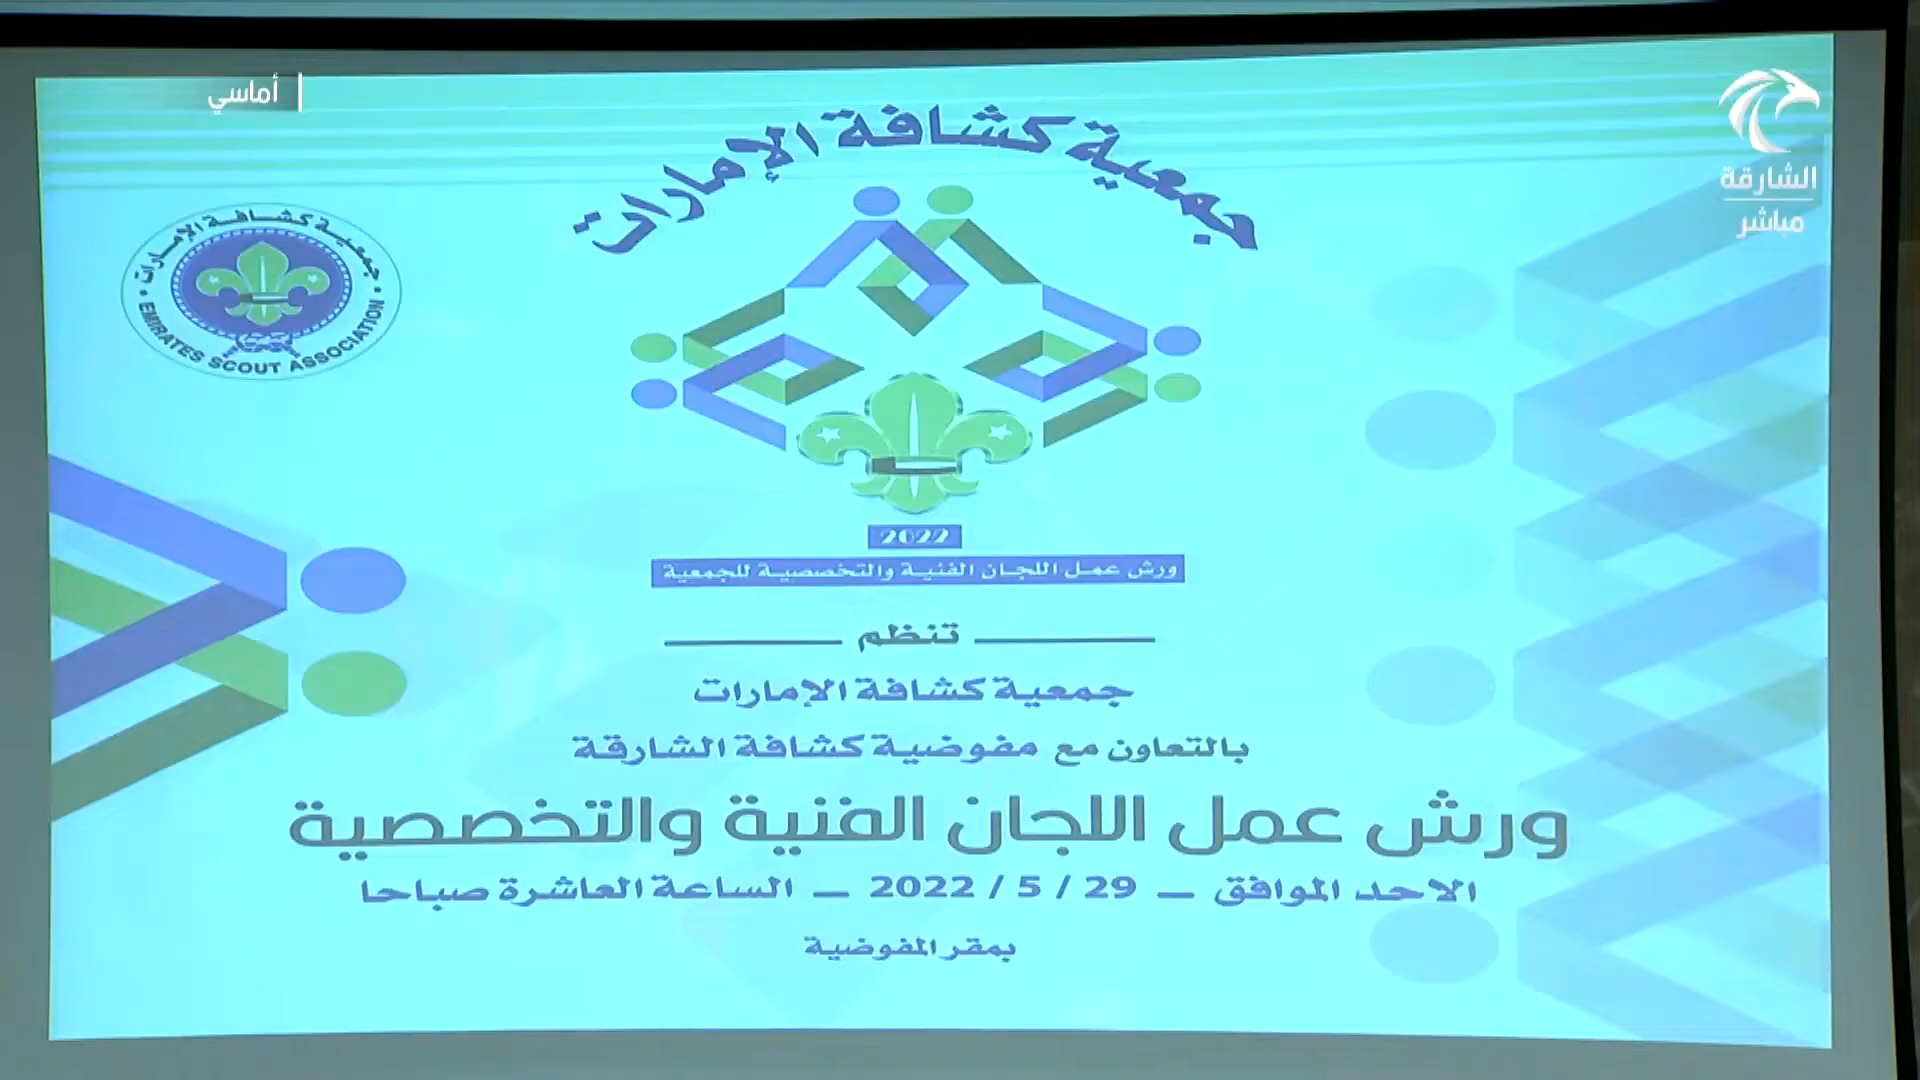 أماسي
الشارقة
مباشر
جمعية كشافة الإمارات
جمعية كشافة الإمارات
EMIRATES SCOUT ASSOCIATION
2022
ورش عمل اللجان الفنية والتخصصية للجمعية
تنظم
جمعية كشافة الإمارات
بالتعاون مع مفوضية كشافة الشارقة
ورش عمل اللجان الفنية والتخصصية
الاحد الموافق – 29 / 5 / 2022 – الساعة العاشرة صباحا
بمقر المفوضية